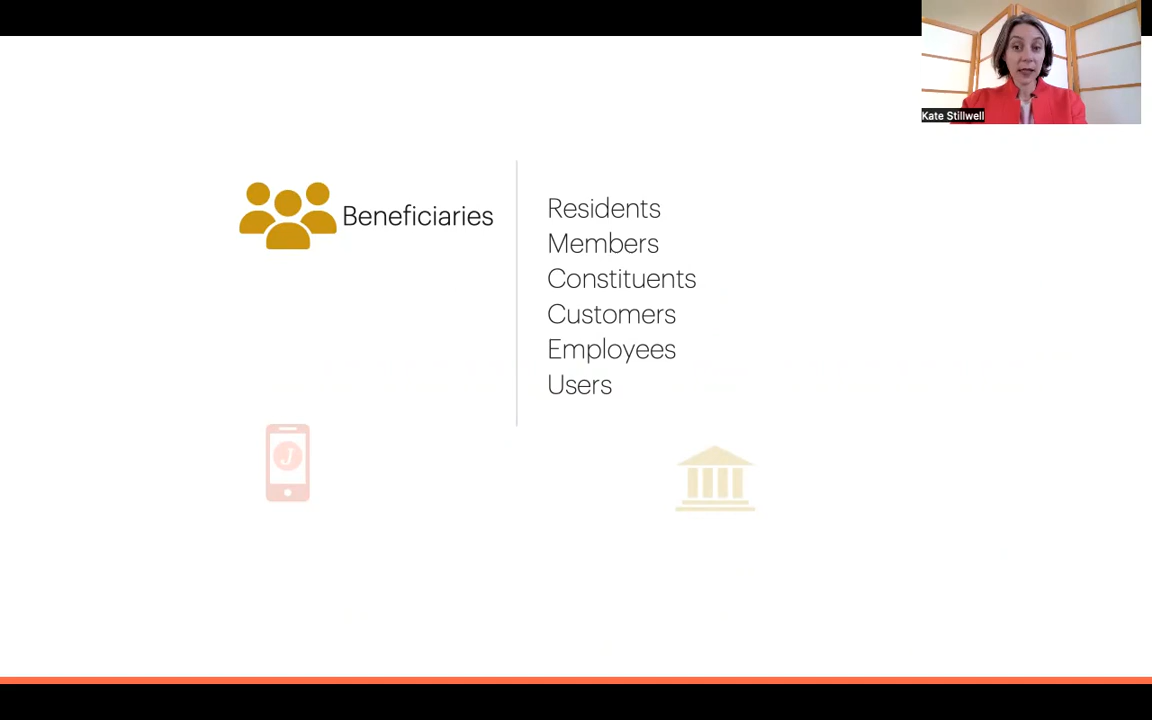 Kate Stillwell
Beneficiaries
Residents
Members
Constituents
Customers
Employees
Users
J